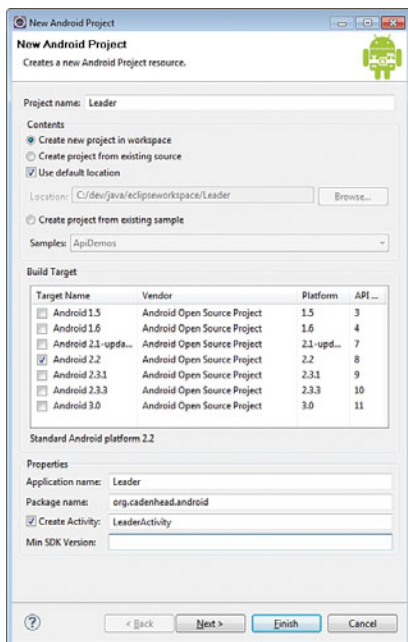 New Android Project
New Android Project
Creates a new Android Project resource.
Project name: Leader
Contents
Create new project in workspace
Create project from existing source
Use default location
Location: C:/dev/java/eclipseworkspace/Leader Browse...
Create project from existing sample
Samples: ApiDemos
Build Target
Target Name Vendor Platform API ...
Android 1.5 Android Open Source Project 1.5 3
Android 1.6 Android Open Source Project 1.6 4
Android 2.1-upda... Android Open Source Project 2.1-upd... 7
Android 2.2 Android Open Source Project 2.2 8
Android 2.3.1 Android Open Source Project 2.3.1 9
Android 2.3.3 Android Open Source Project 2.3.3 10
Android 3.0 Android Open Source Project 3.0 11
Standard Android platform 2.2
Properties
Application name: Leader
Package name: org.cadenhead.android
Create Activity: LeaderActivity
Min SDK Version:
? < Back Next > Finish Cancel